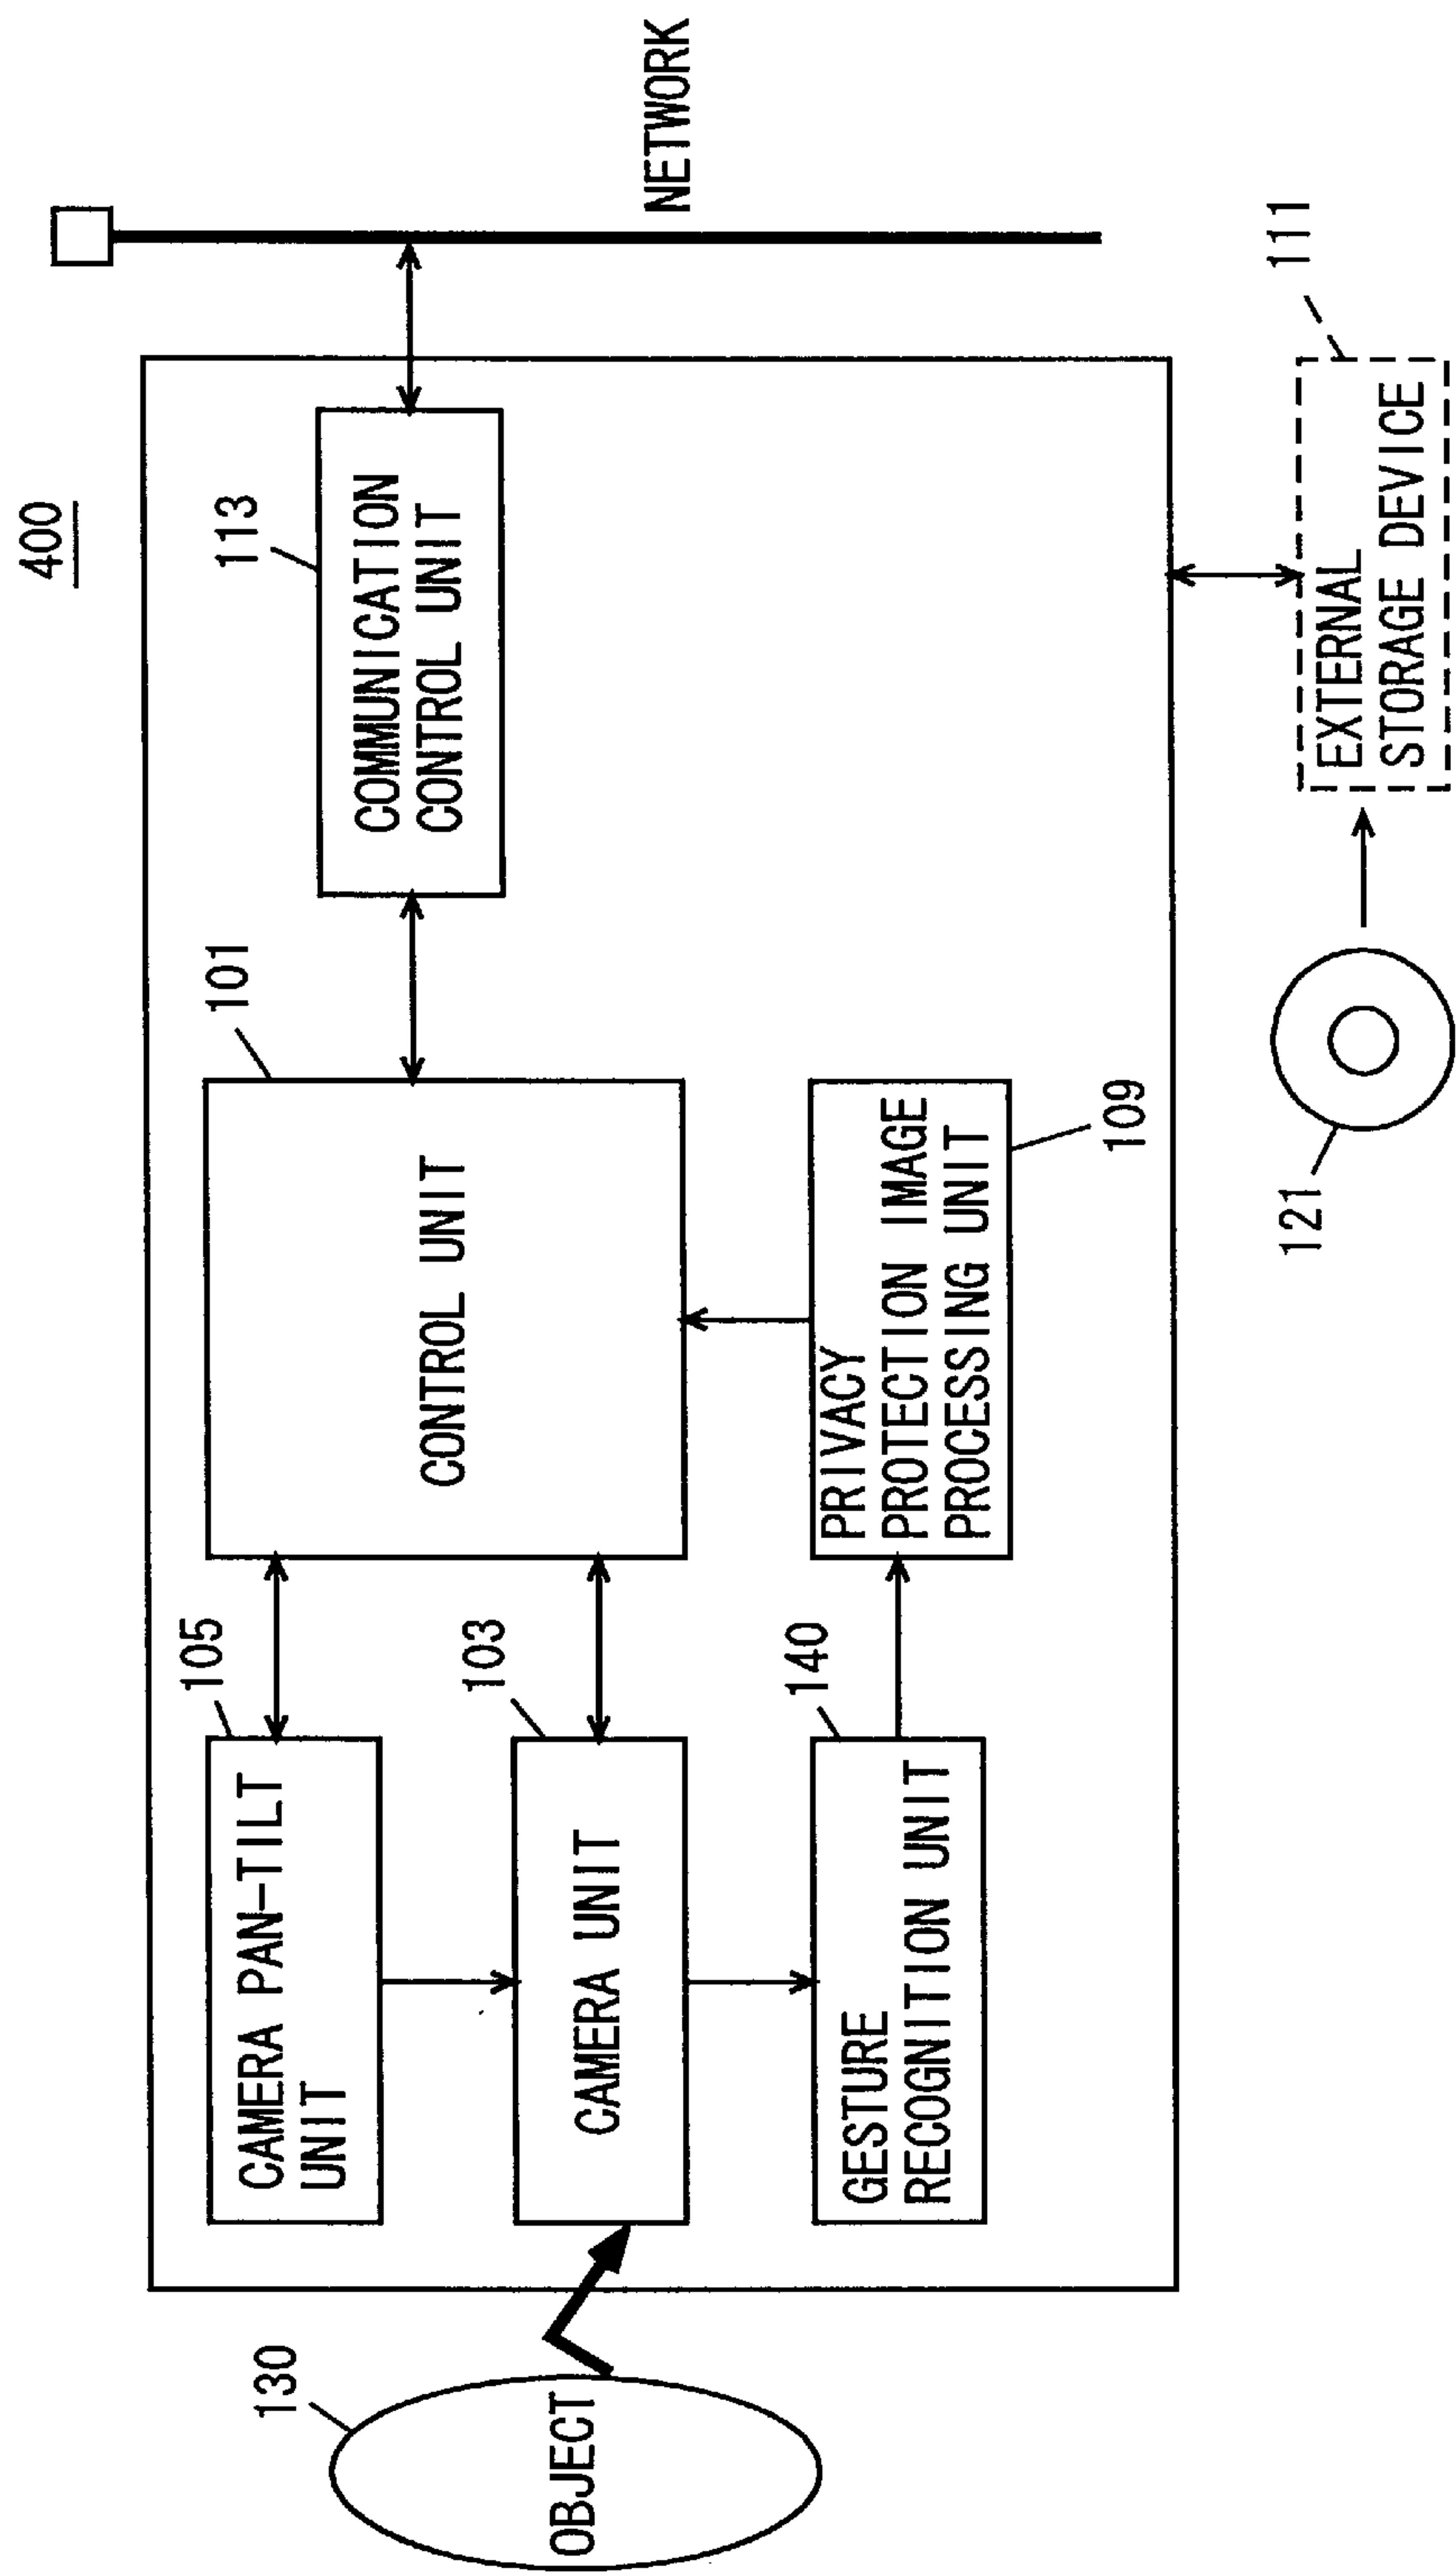 400
105
CAMERA PAN-TILT
UNIT
101
CONTROL UNIT
113
COMMUNICATION
CONTROL UNIT
NETWORK
130
OBJECT
103
CAMERA UNIT
140
GESTURE
RECOGNITION UNIT
PRIVACY
PROTECTION IMAGE
PROCESSING UNIT
109
121
EXTERNAL
STORAGE DEVICE
111